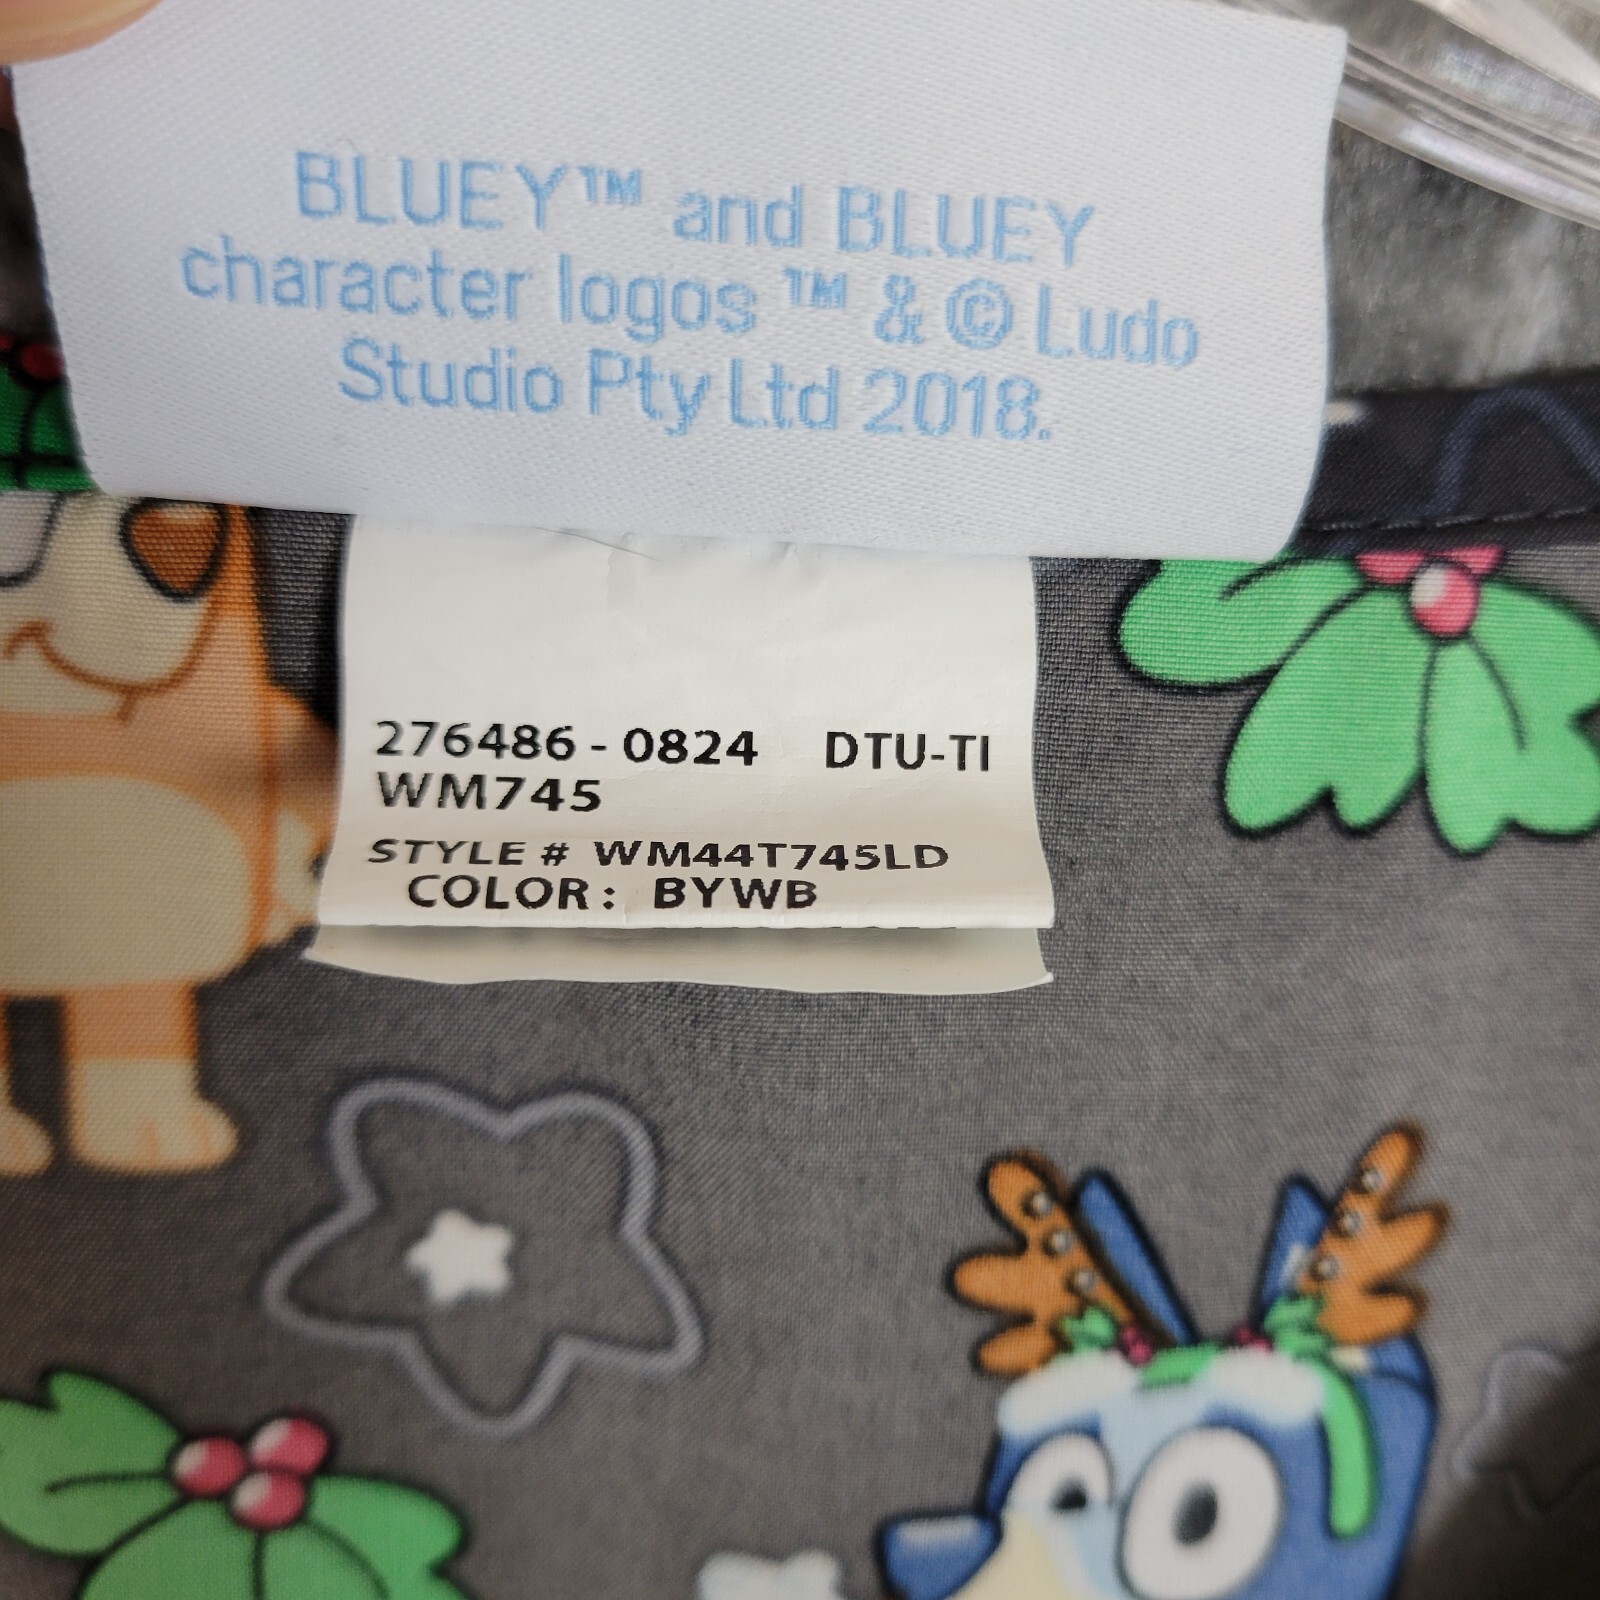 BLUEY™ and BLUEY
character logos ™ & © Ludo
Studio Pty Ltd 2018.
276486 - 0824 DTU-TI
WM745
STYLE # WM44T745LD
COLOR: BYWB